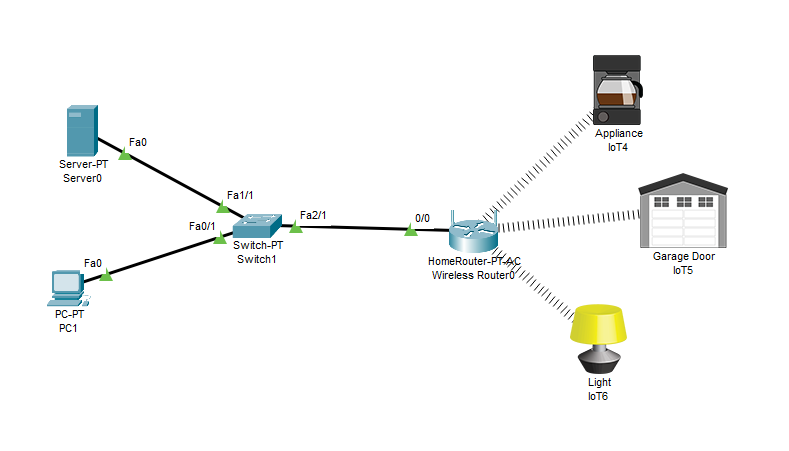 Appliance
IoT4
Fa0
Server-PT
Server0
Fa1/1
Fa0/1
Fa2/1
0/0
Switch-PT
Switch1
HomeRouter-PT-AC
Wireless Router0
Garage Door
IoT5
Fa0
PC-PT
PC1
Light
IoT6